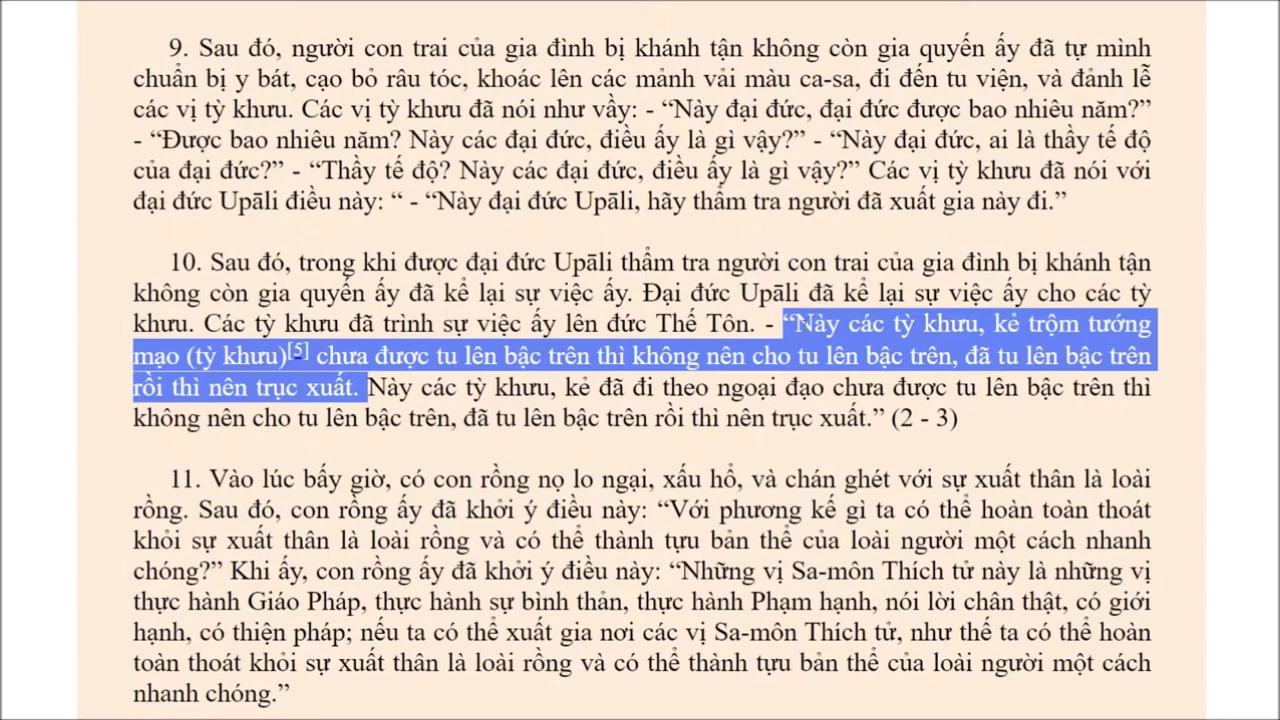 9. Sau đó, người con trai của gia đình bị khánh tận không còn gia quyến ấy đã tự mình
chuẩn bị y bát, cạo bỏ râu tóc, khoác lên các mảnh vải màu ca-sa, đi đến tu viện, và đảnh lễ
các vị tỳ khưu. Các vị tỳ khưu đã nói như vầy: - “Này đại đức, đại đức được bao nhiêu năm?”
- “Được bao nhiêu năm? Này các đại đức, điều ấy là gì vậy?” - “Này đại đức, ai là thầy tế độ
của đại đức?” - “Thầy tế độ? Này các đại đức, điều ấy là gì vậy?” Các vị tỳ khưu đã nói với
đại đức Upāli điều này: “ - “Này đại đức Upāli, hãy thẩm tra người đã xuất gia này đi.”
10. Sau đó, trong khi được đại đức Upāli thẩm tra người con trai của gia đình bị khánh tận
không còn gia quyến ấy đã kể lại sự việc ấy. Đại đức Upāli đã kể lại sự việc ấy cho các tỳ
khưu. Các tỳ khưu đã trình sự việc ấy lên đức Thế Tôn. - “Này các tỳ khưu, kẻ trộm tướng
mạo (tỳ khưu)[5] chưa được tu lên bậc trên thì không nên cho tu lên bậc trên, đã tu lên bậc trên
rồi thì nên trục xuất. Này các tỳ khưu, kẻ đã đi theo ngoại đạo chưa được tu lên bậc trên thì
không nên cho tu lên bậc trên, đã tu lên bậc trên rồi thì nên trục xuất.” (2 - 3)
11. Vào lúc bấy giờ, có con rồng nọ lo ngại, xấu hổ, và chán ghét với sự xuất thân là loài
rồng. Sau đó, con rồng ấy đã khởi ý điều này: “Với phương kế gì ta có thể hoàn toàn thoát
khỏi sự xuất thân là loài rồng và có thể thành tựu bản thể của loài người một cách nhanh
chóng?” Khi ấy, con rồng ấy đã khởi ý điều này: “Những vị Sa-môn Thích tử này là những vị
thực hành Giáo Pháp, thực hành sự bình thản, thực hành Phạm hạnh, nói lời chân thật, có giới
hạnh, có thiện pháp; nếu ta có thể xuất gia nơi các vị Sa-môn Thích tử, như thế ta có thể hoàn
toàn thoát khỏi sự xuất thân là loài rồng và có thể thành tựu bản thể của loài người một cách
nhanh chóng.”